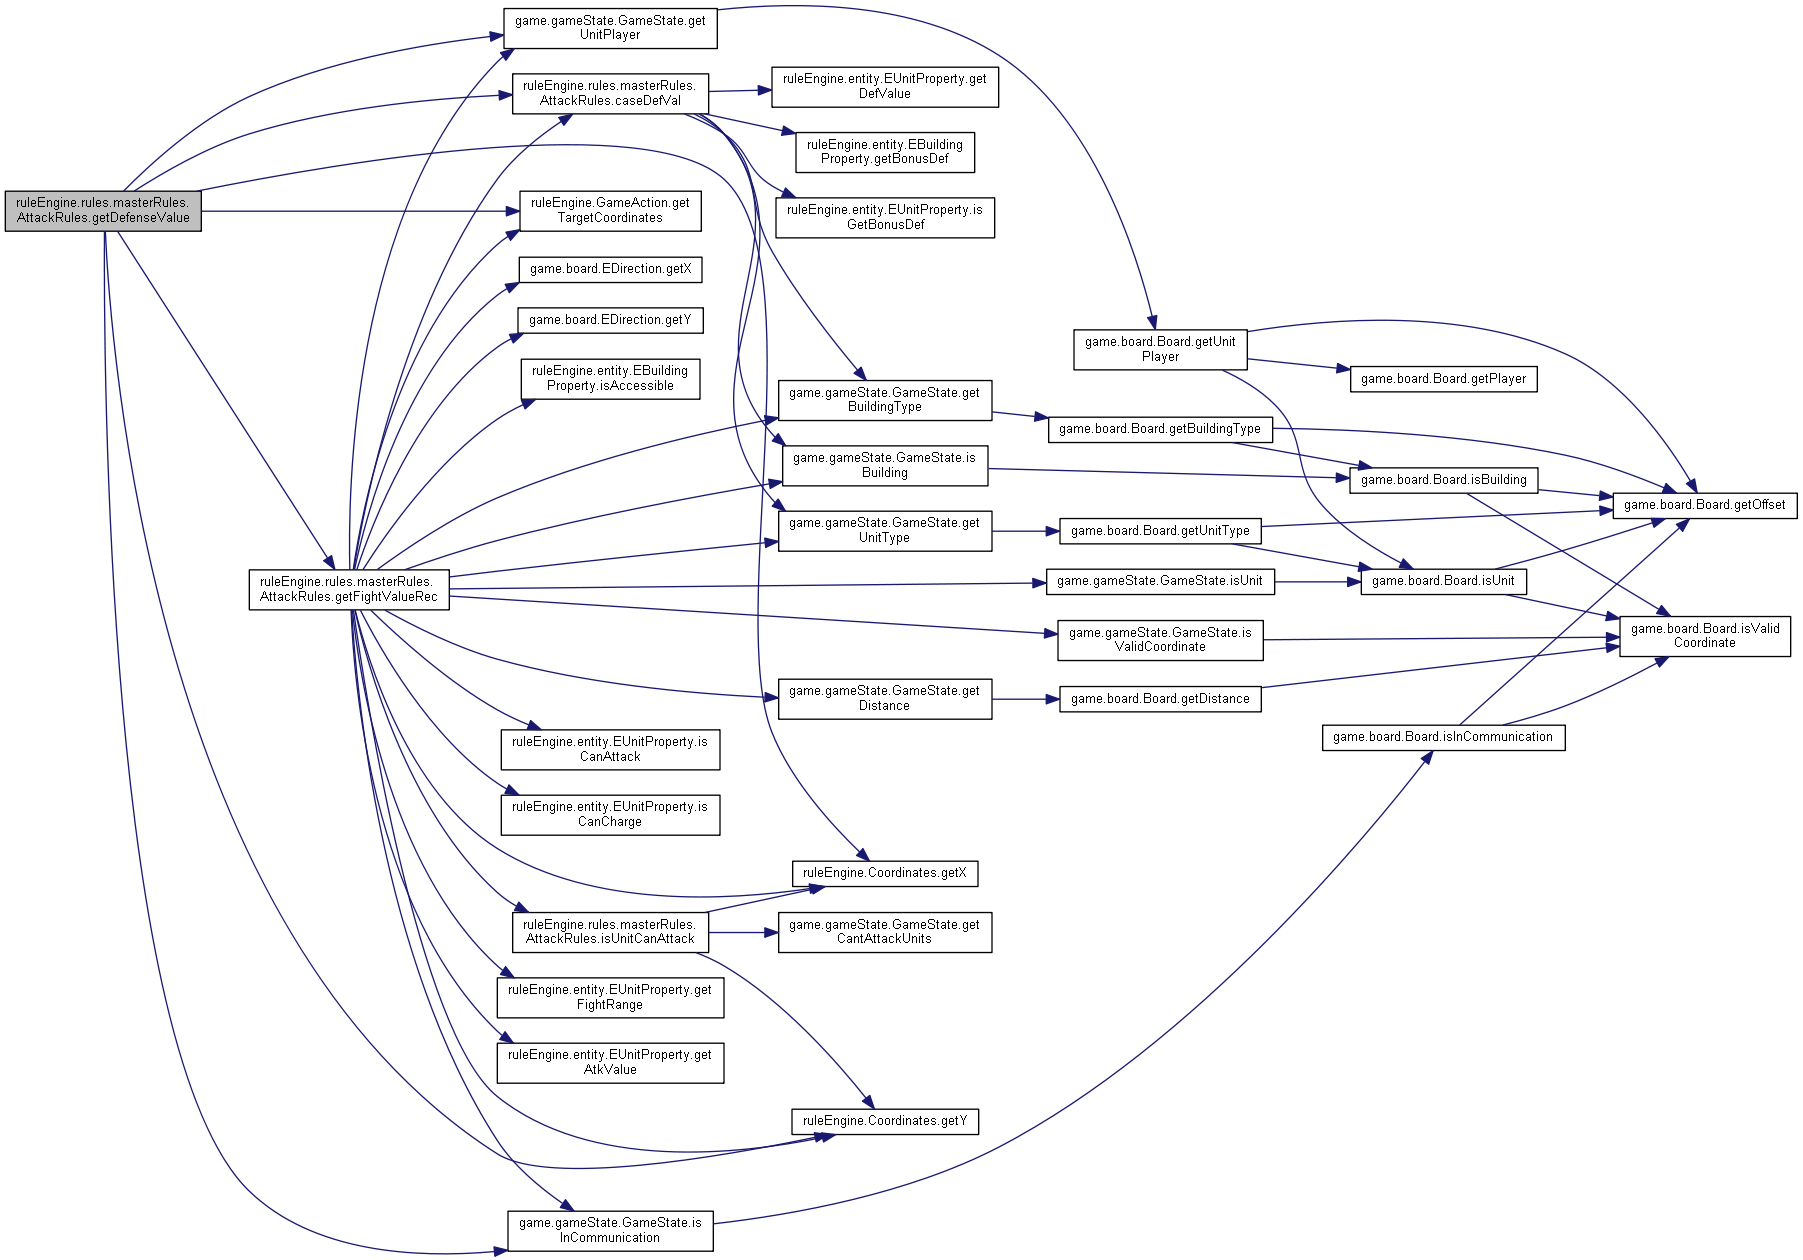 game.gameState.GameState.get
UnitPlayer
ruleEngine.rules.masterRules.
AttackRules.caseDefVal
ruleEngine.entity.EUnitProperty.get
DefValue
ruleEngine.entity.EBuilding
Property.getBonusDef
ruleEngine.rules.masterRules.
AttackRules.getDefenseValue
ruleEngine.GameAction.get
TargetCoordinates
ruleEngine.entity.EUnitProperty.is
GetBonusDef
game.board.EDirection.getX
game.board.EDirection.getY
ruleEngine.entity.EBuilding
Property.isAccessible
game.board.Board.getUnit
Player
game.board.Board.getPlayer
game.gameState.GameState.get
BuildingType
game.board.Board.getBuildingType
game.gameState.GameState.is
Building
game.board.Board.isBuilding
game.board.Board.getOffset
game.gameState.GameState.get
UnitType
game.board.Board.getUnitType
ruleEngine.rules.masterRules.
AttackRules.getFightValueRec
game.gameState.GameState.isUnit
game.board.Board.isUnit
game.gameState.GameState.is
ValidCoordinate
game.board.Board.isValid
Coordinate
game.gameState.GameState.get
Distance
game.board.Board.getDistance
game.board.Board.isInCommunication
ruleEngine.entity.EUnitProperty.is
CanAttack
ruleEngine.entity.EUnitProperty.is
CanCharge
ruleEngine.Coordinates.getX
ruleEngine.rules.masterRules.
AttackRules.isUnitCanAttack
game.gameState.GameState.get
CantAttackUnits
ruleEngine.entity.EUnitProperty.get
FightRange
ruleEngine.entity.EUnitProperty.get
AtkValue
ruleEngine.Coordinates.getY
game.gameState.GameState.is
InCommunication